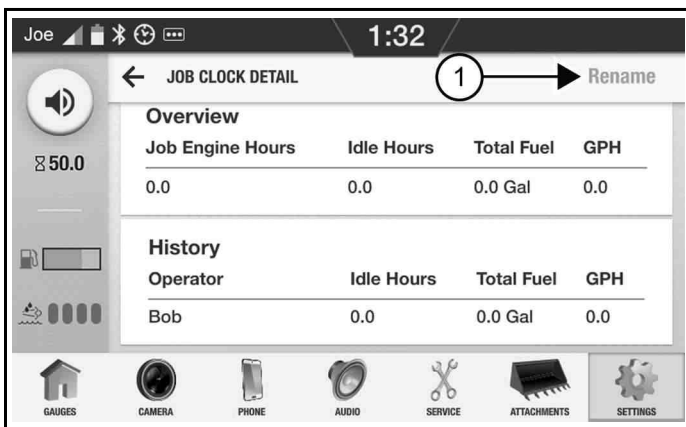 Joe 1:32
JOB CLOCK DETAIL 1 Rename
Overview
Job Engine Hours Idle Hours Total Fuel GPH
0.0 0.0 0.0 Gal 0.0
50.0
History
Operator Idle Hours Total Fuel GPH
Bob 0.0 0.0 Gal 0.0
GAUGES CAMERA PHONE AUDIO SERVICE ATTACHMENTS SETTINGS